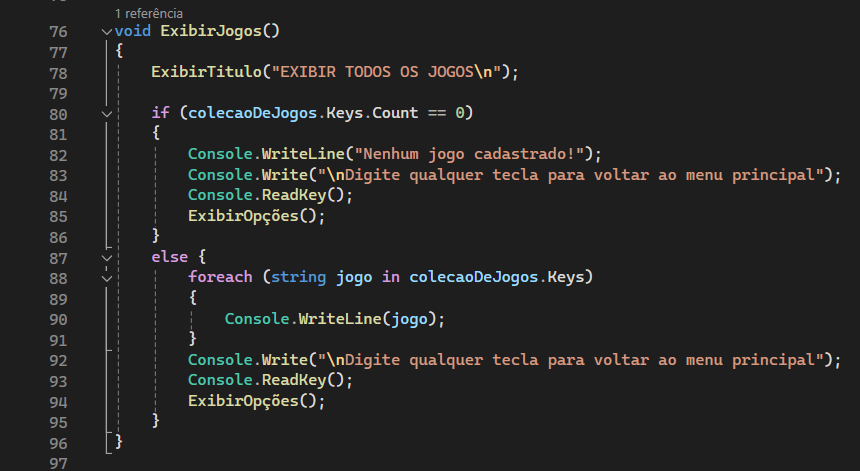 1 referência
76 void ExibirJogos()
77 {
78 ExibirTitulo("EXIBIR TODOS OS JOGOS\n");
79
80 if (colecaoDeJogos.Keys.Count == 0)
81 {
82 Console.WriteLine("Nenhum jogo cadastrado!");
83 Console.Write("\nDigite qualquer tecla para voltar ao menu principal");
84 Console.ReadKey();
85 ExibirOpções();
86 }
87 else {
88 foreach (string jogo in colecaoDeJogos.Keys)
89 {
90 Console.WriteLine(jogo);
91 }
92 Console.Write("\nDigite qualquer tecla para voltar ao menu principal");
93 Console.ReadKey();
94 ExibirOpções();
95 }
96 }
97